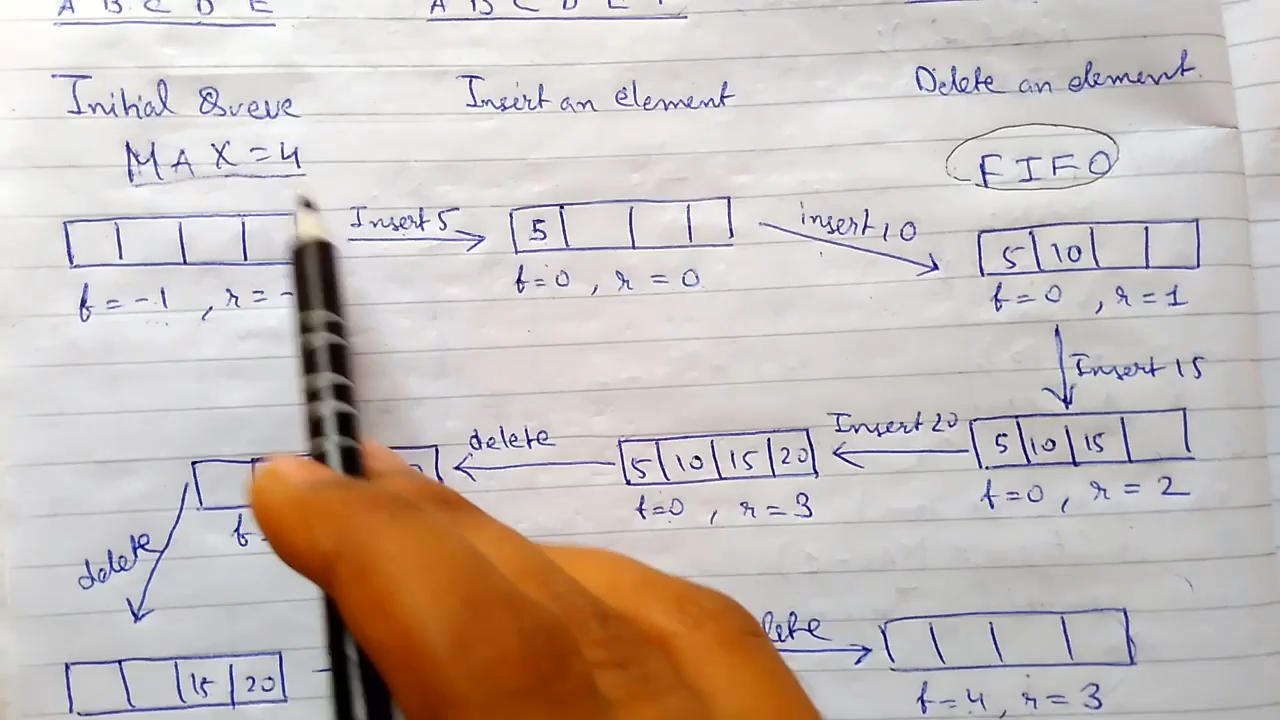 A B C D E
Initial Queue
Insert an element
Delete an element.
MAX=4
FIFO
Insert 5
5
insert 10
5 10
f=-1 , r=-
f=0 , r=0
f=0 , r=1
Insert 15
delete
5 10 15 20
Insert 20
5 10 15
f=0 , r=3
f=0 , r=2
f
delete
15 20
lete
f=4, r=3